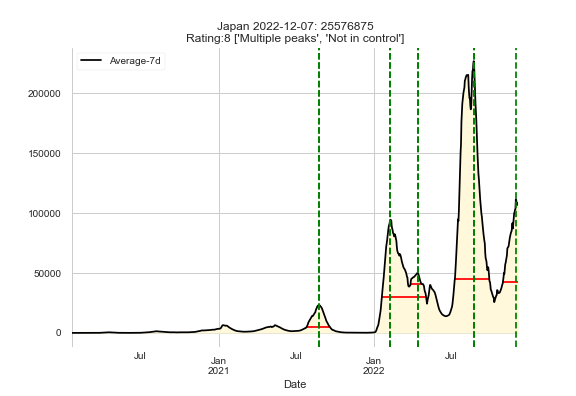 Japan 2022-12-07: 25576875
Rating:8 ['Multiple peaks', 'Not in control']
Average-7d
200000
150000
100000
50000
0
Jul
Jan
2021
Jul
Jan
2022
Jul
Date